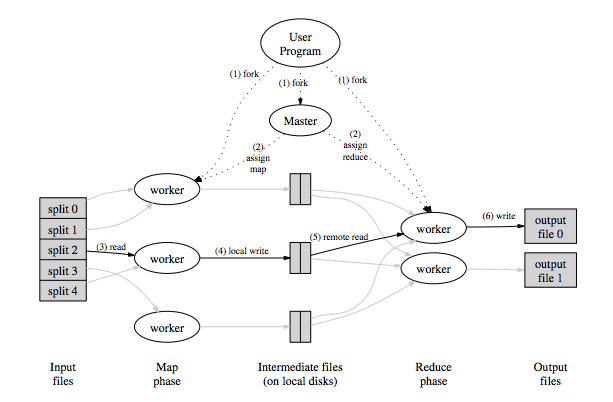 User
Program
(1) fork
(1) fork
(1) fork
Master
(2)
assign
map
(2)
assign
reduce
worker
split 0
split 1
split 2
split 3
split 4
(3) read
worker
(4) local write
(5) remote read
worker
(6) write
output
file 0
worker
output
file 1
worker
Input
files
Map
phase
Intermediate files
(on local disks)
Reduce
phase
Output
files